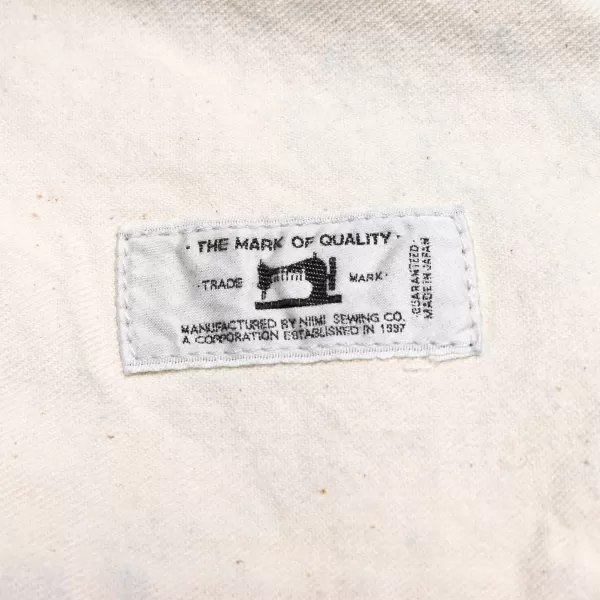 · THE MARK OF QUALITY ·
· TRADE MARK ·
MANUFACTURED BY NIIMI SEWING CO.
A CORPORATION ESTABLISHED IN 1997
· GUARANTEED ·
MADE IN JAPAN